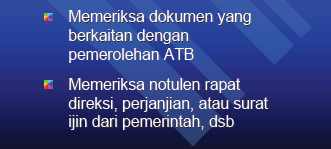 Memeriksa dokumen yang
berkaitan dengan
pemerolehan ATB
Memeriksa notulen rapat
direksi, perjanjian, atau surat
ijin dari pemerintah, dsb